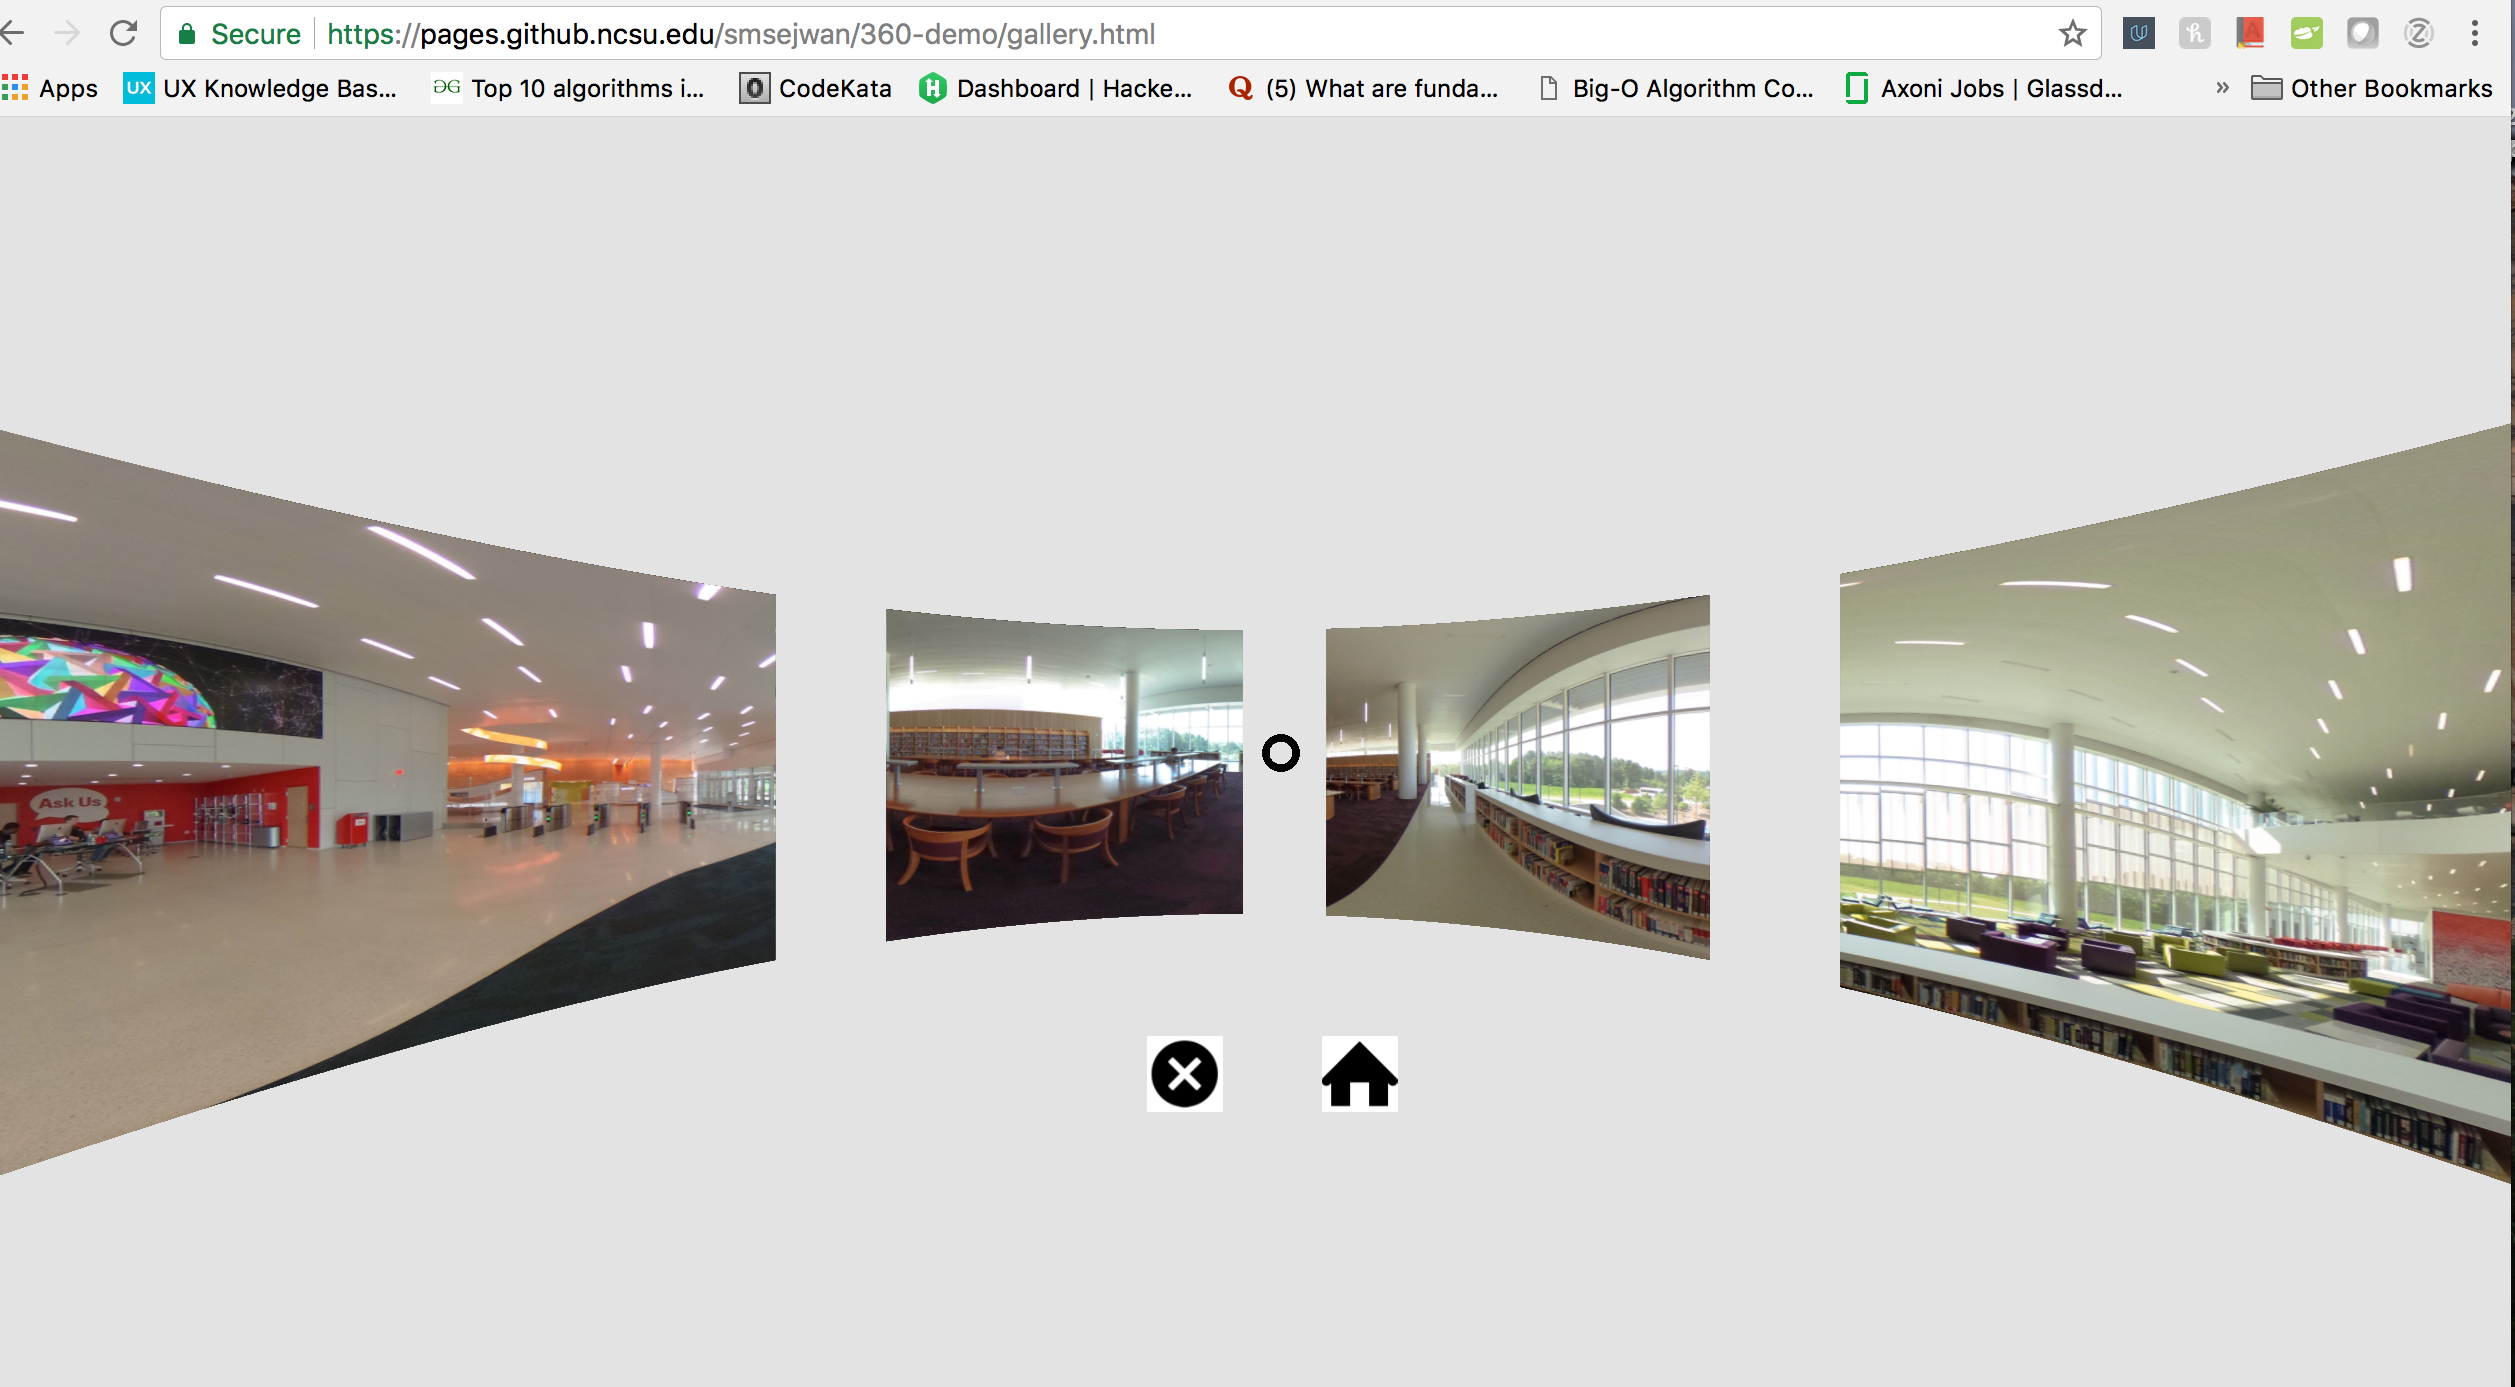 Secure https://pages.github.ncsu.edu/smsejwan/360-demo/gallery.html
Apps UX UX Knowledge Bas... Top 10 algorithms i... CodeKata Dashboard | Hacke... (5) What are funda... Big-O Algorithm Co... Axoni Jobs | Glassd... » Other Bookmarks
Ask Us